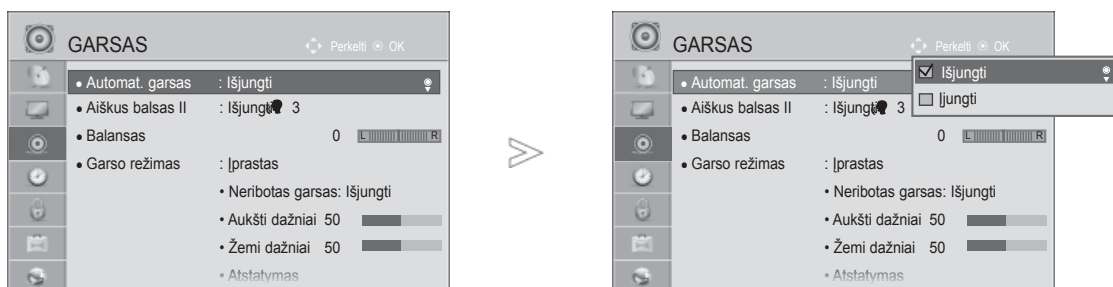 GARSAS
Perkelti OK
• Automat. garsas : Išjungti
• Aiškus balsas II : Išjungti 3
• Balansas 0 L R
• Garso režimas : Įprastas
• Neribotas garsas: Išjungti
• Aukšti dažniai 50
• Žemi dažniai 50
• Atstatymas
GARSAS
Perkelti OK
• Automat. garsas : Išjungti
Išjungti
Įjungti
• Aiškus balsas II : Išjungti 3
• Balansas 0 L R
• Garso režimas : Įprastas
• Neribotas garsas: Išjungti
• Aukšti dažniai 50
• Žemi dažniai 50
• Atstatymas